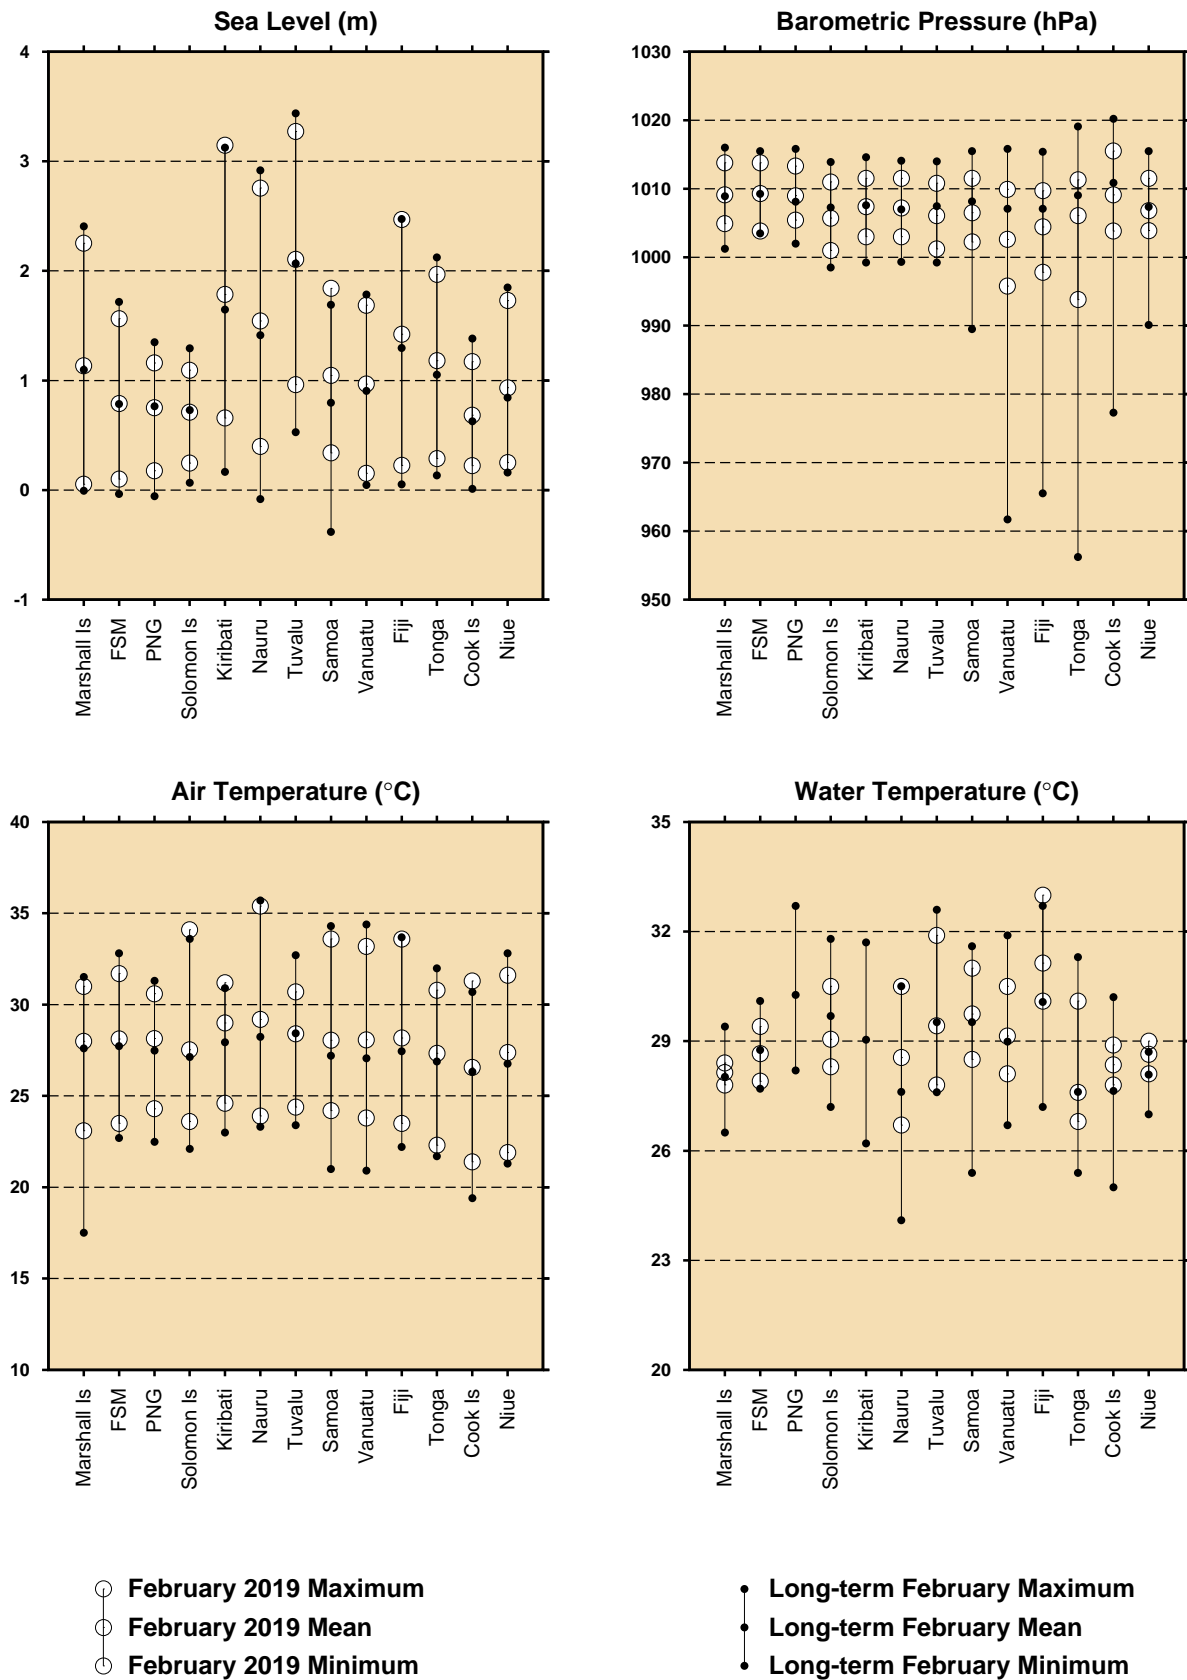 Sea Level (m)
4
3
2
1
0
-1
Marshall Is
FSM
PNG
Solomon Is
Kiribati
Nauru
Tuvalu
Samoa
Vanuatu
Fiji
Tonga
Cook Is
Niue
Barometric Pressure (hPa)
1030
1020
1010
1000
990
980
970
960
950
Marshall Is
FSM
PNG
Solomon Is
Kiribati
Nauru
Tuvalu
Samoa
Vanuatu
Fiji
Tonga
Cook Is
Niue
Air Temperature (°C)
40
35
30
25
20
15
10
Marshall Is
FSM
PNG
Solomon Is
Kiribati
Nauru
Tuvalu
Samoa
Vanuatu
Fiji
Tonga
Cook Is
Niue
Water Temperature (°C)
35
32
29
26
23
20
Marshall Is
FSM
PNG
Solomon Is
Kiribati
Nauru
Tuvalu
Samoa
Vanuatu
Fiji
Tonga
Cook Is
Niue
February 2019 Maximum
February 2019 Mean
February 2019 Minimum
Long-term February Maximum
Long-term February Mean
Long-term February Minimum